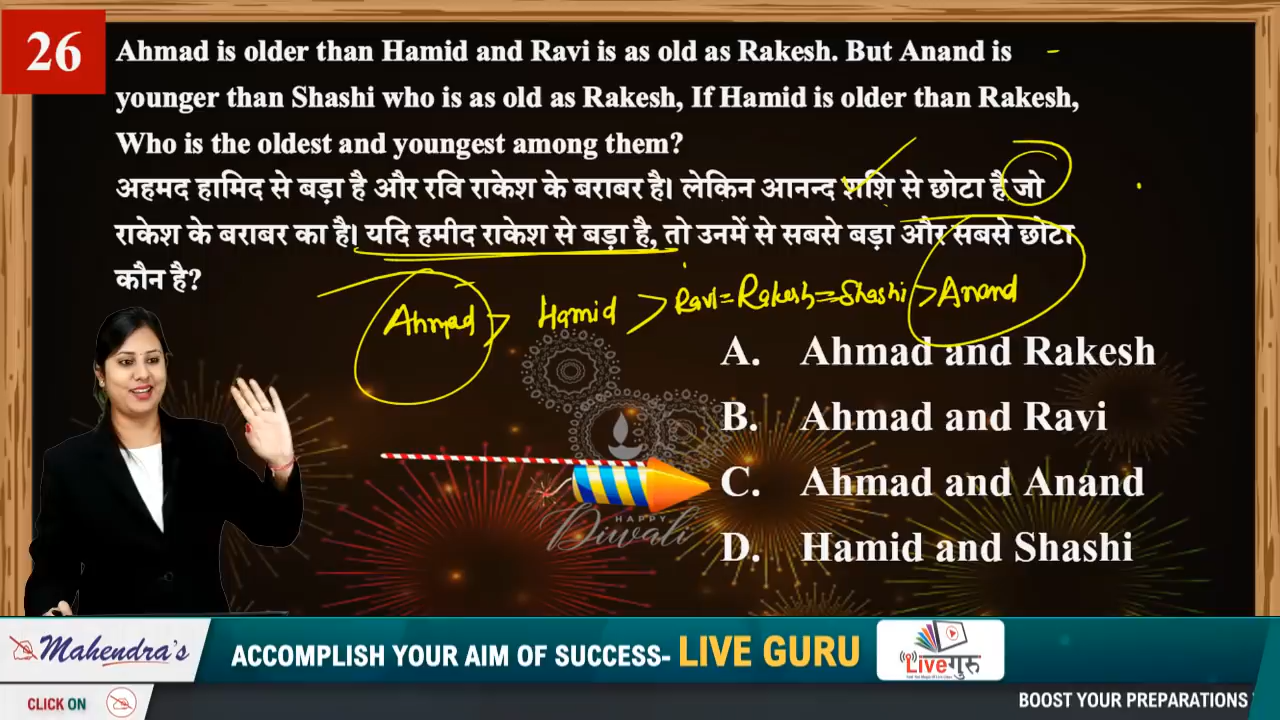 26
Ahmad is older than Hamid and Ravi is as old as Rakesh. But Anand is
younger than Shashi who is as old as Rakesh, If Hamid is older than Rakesh,
Who is the oldest and youngest among them?
अहमद हामिद से बड़ा है और रवि राकेश के बराबर है। लेकिन आनन्द शशि से छोटा है जो
राकेश के बराबर का है। यदि हमीद राकेश से बड़ा है, तो उनमें से सबसे बड़ा और सबसे छोटा
कौन है?
Ahmad > Hamid > Ravi = Rakesh = Shashi > Anand
A. Ahmad and Rakesh
B. Ahmad and Ravi
C. Ahmad and Anand
D. Hamid and Shashi
HAPPY
Diwali
Mahendra's
ACCOMPLISH YOUR AIM OF SUCCESS- LIVE GURU
Liveगुरु
CLICK ON
BOOST YOUR PREPARATIONS